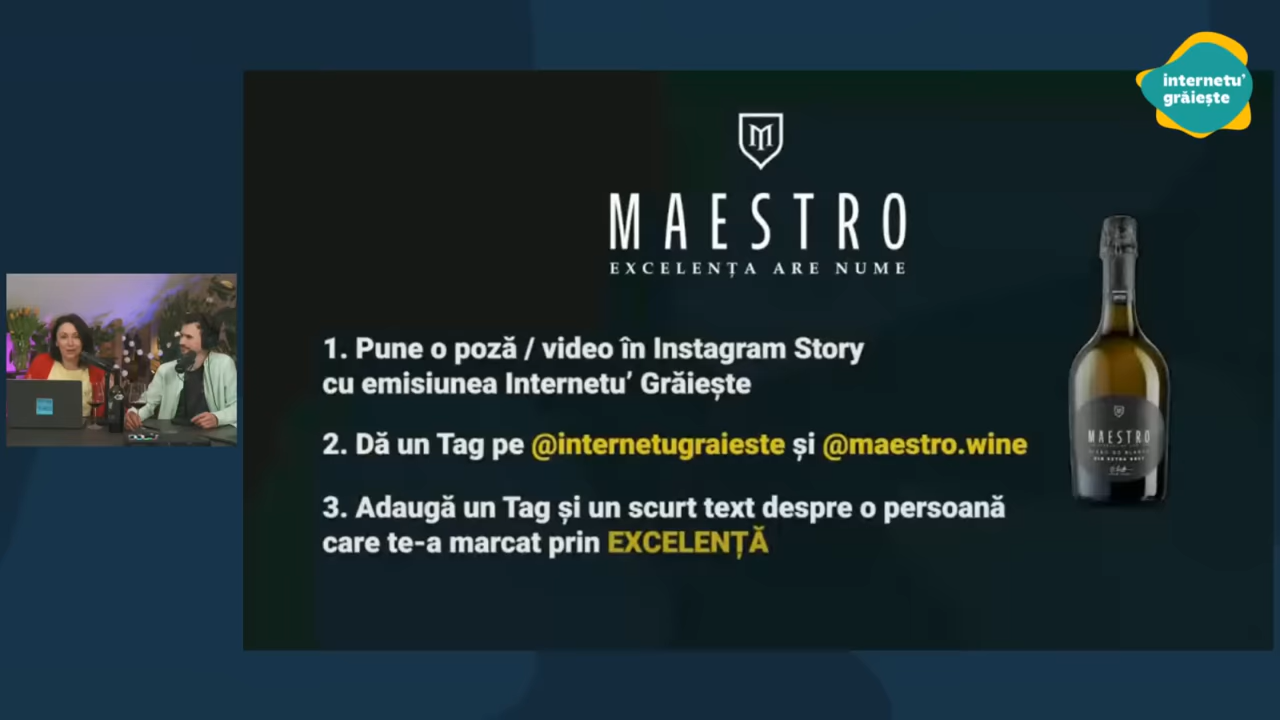 internetu'
grăiește
MAESTRO
EXCELENȚA ARE NUME
1. Pune o poză / video în Instagram Story
cu emisiunea Internetu’ Grăiește
2. Dă un Tag pe @internetugraieste și @maestro.wine
3. Adaugă un Tag și un scurt text despre o persoană
care te-a marcat prin EXCELENȚĂ
MAESTRO